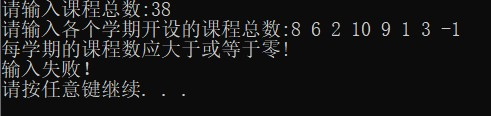 请输入课程总数:38
请输入各个学期开设的课程总数:8 6 2 10 9 1 3 -1
每学期的课程数应大于或等于零!
输入失败!
请按任意键继续. . .